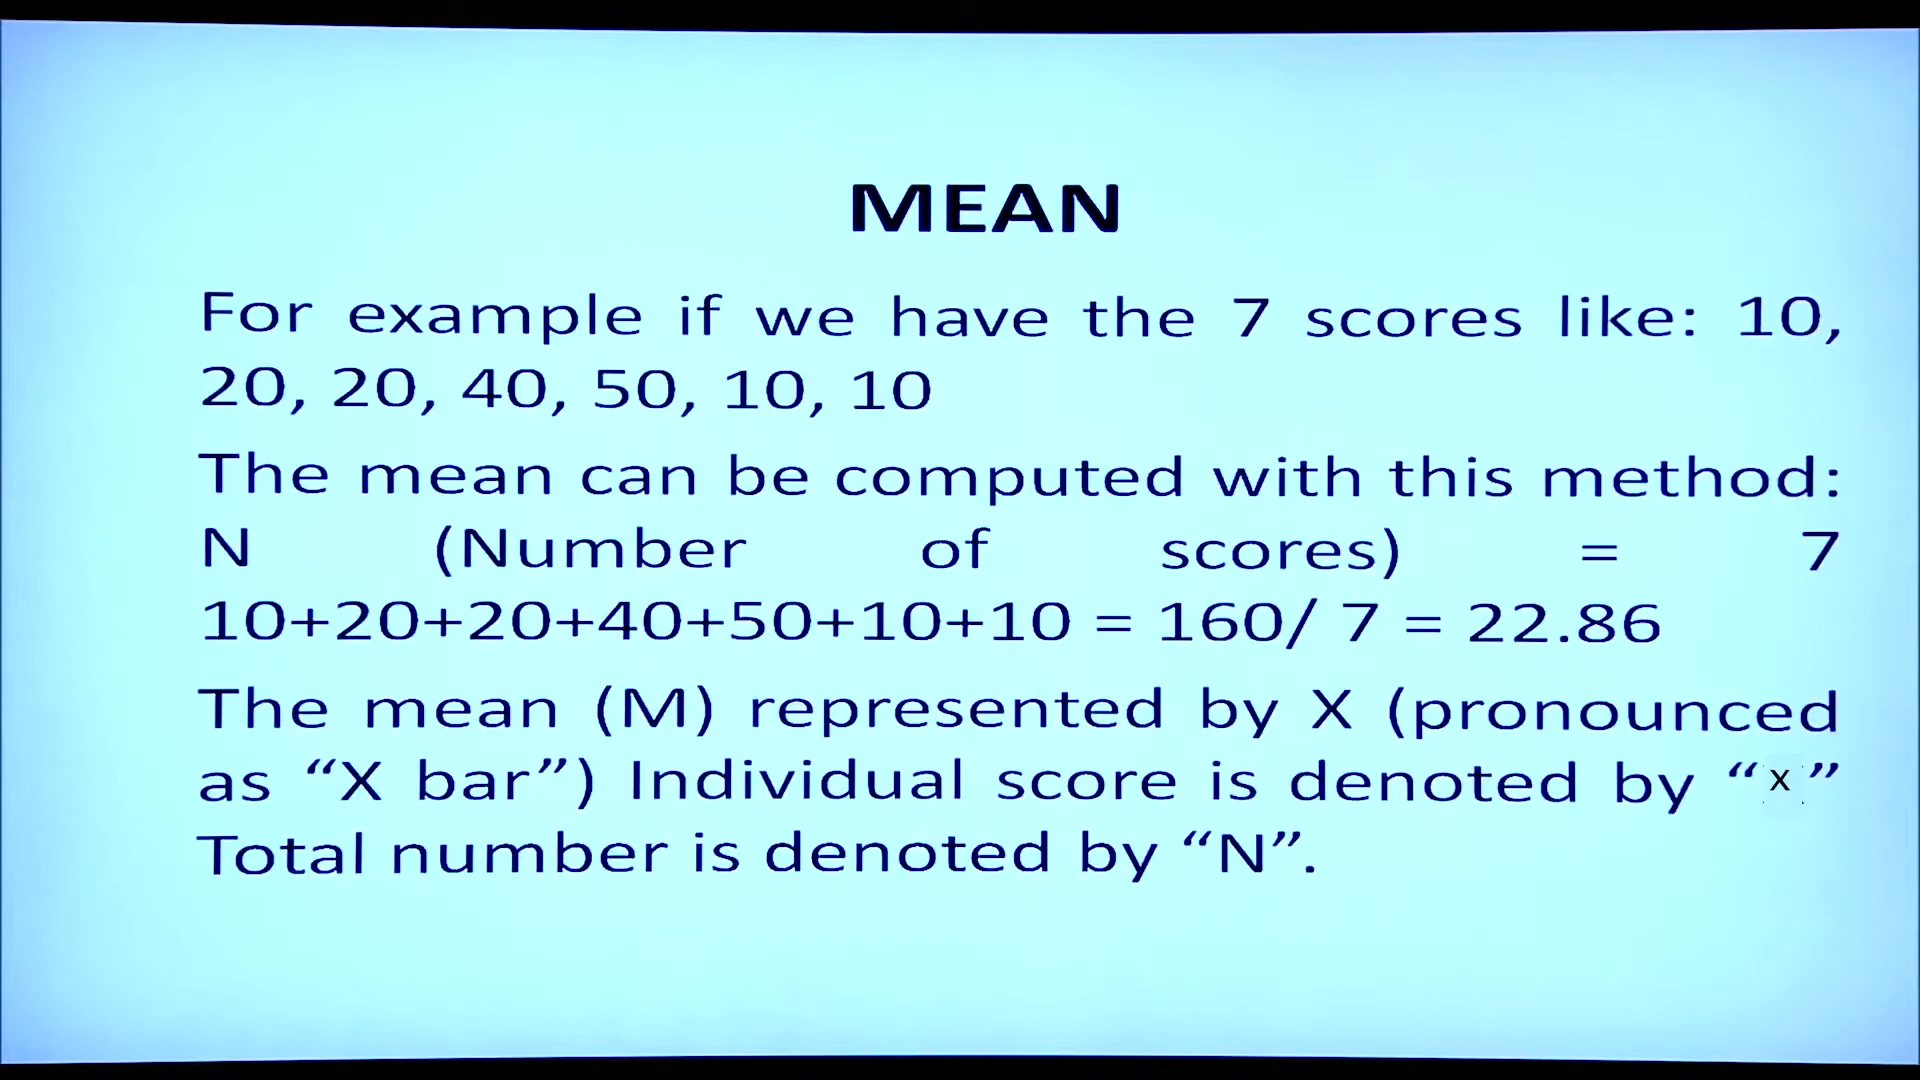 MEAN
For example if we have the 7 scores like: 10,
20, 20, 40, 50, 10, 10
The mean can be computed with this method:
N (Number of scores) = 7
10+20+20+40+50+10+10 = 160/ 7 = 22.86
The mean (M) represented by X (pronounced
as “X bar”) Individual score is denoted by “x”
Total number is denoted by “N”.